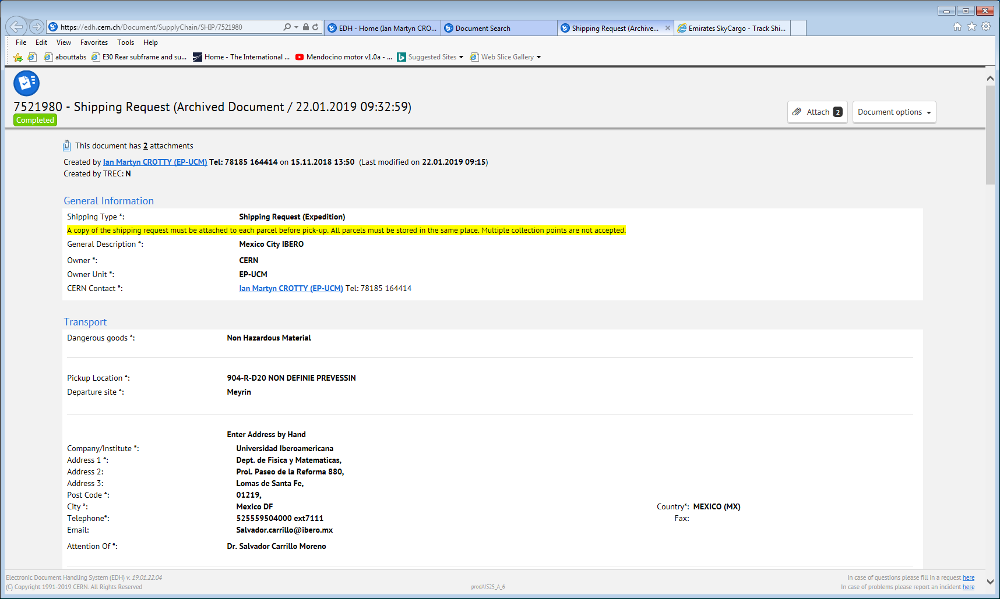 https://edh.cern.ch/Document/SupplyChain/SHIP/7521980
EDH - Home (Ian Martyn CRO...
Document Search
Shipping Request (Archive...
Emirates SkyCargo - Track Shi...
File Edit View Favorites Tools Help
abouttabs
E30 Rear subframe and su...
Home - The International ...
Mendocino motor v1.0a - ...
Suggested Sites
Web Slice Gallery
7521980 - Shipping Request (Archived Document / 22.01.2019 09:32:59)
Completed
Attach 2
Document options
This document has 2 attachments
Created by Ian Martyn CROTTY (EP-UCM) Tel: 78185 164414 on 15.11.2018 13:50 (Last modified on 22.01.2019 09:15)
Created by TREC: N
General Information
Shipping Type *: Shipping Request (Expedition)
A copy of the shipping request must be attached to each parcel before pick-up. All parcels must be stored in the same place. Multiple collection points are not accepted.
General Description *: Mexico City IBERO
Owner *: CERN
Owner Unit *: EP-UCM
CERN Contact *: Ian Martyn CROTTY (EP-UCM) Tel: 78185 164414
Transport
Dangerous goods *: Non Hazardous Material
Pickup Location *: 904-R-D20 NON DEFINIE PREVESSIN
Departure site *: Meyrin
Enter Address by Hand
Company/Institute *: Universidad Iberoamericana
Address 1 *: Dept. de Fisica y Matematicas,
Address 2: Prol. Paseo de la Reforma 880,
Address 3: Lomas de Santa Fe,
Post Code *: 01219,
City *: Mexico DF Country*: MEXICO (MX)
Telephone*: 525559504000 ext7111 Fax:
Email: Salvador.carrillo@ibero.mx
Attention Of *: Dr. Salvador Carrillo Moreno
Electronic Document Handling System (EDH) v. 19.01.22.04
In case of questions please fill in a request here
(C) Copyright 1991-2019 CERN. All Rights Reserved
prodAIS25_A_6
In case of problems please report an incident here